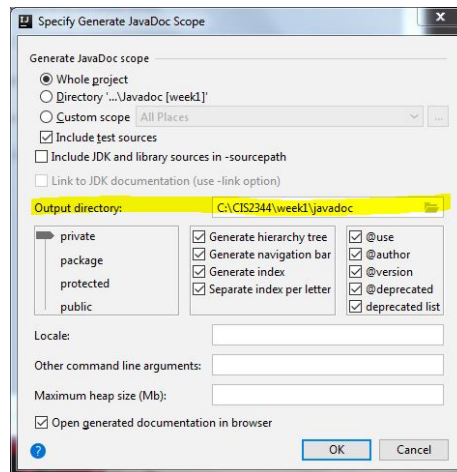 Specify Generate JavaDoc Scope
x
Generate JavaDoc scope
Whole project
Directory '...\Javadoc [week1]'
Custom scope All Places ...
Include test sources
Include JDK and library sources in -sourcepath
Link to JDK documentation (use -link option)
Output directory: C:\CIS2344\week1\javadoc
private
package
protected
public
Generate hierarchy tree
Generate navigation bar
Generate index
Separate index per letter
@use
@author
@version
@deprecated
deprecated list
Locale:
Other command line arguments:
Maximum heap size (Mb):
Open generated documentation in browser
? OK Cancel